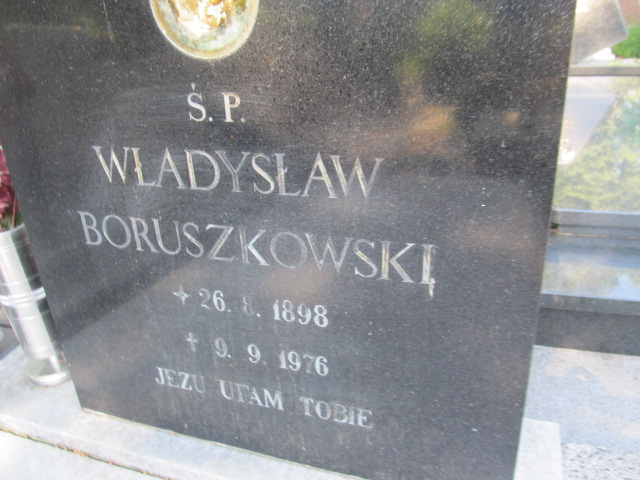 Ś. P.
WŁADYSŁAW
BORUSZKOWSKI
26. 8. 1898
† 9. 9. 1976
JEZU UFAM TOBIE